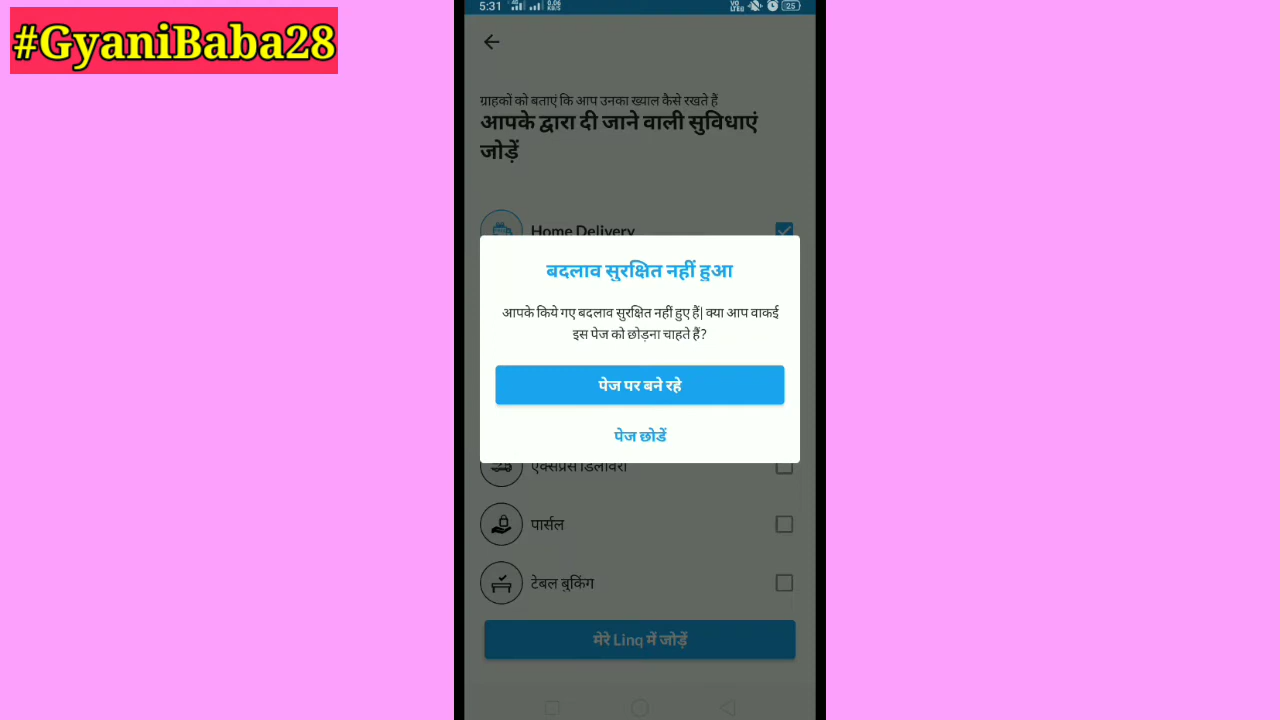 #GyaniBaba28
5:31
25
ग्राहकों को बताएं कि आप उनका ख्याल कैसे रखते हैं
आपके द्वारा दी जाने वाली सुविधाएं
जोड़ें
Home Delivery
बदलाव सुरक्षित नहीं हुआ
आपके किये गए बदलाव सुरक्षित नहीं हुए हैं| क्या आप वाकई
इस पेज को छोड़ना चाहते हैं?
पेज पर बने रहे
पेज छोडें
एक्सप्रेस डिलीवरी
पार्सल
टेबल बुकिंग
मेरे Linq में जोड़ें